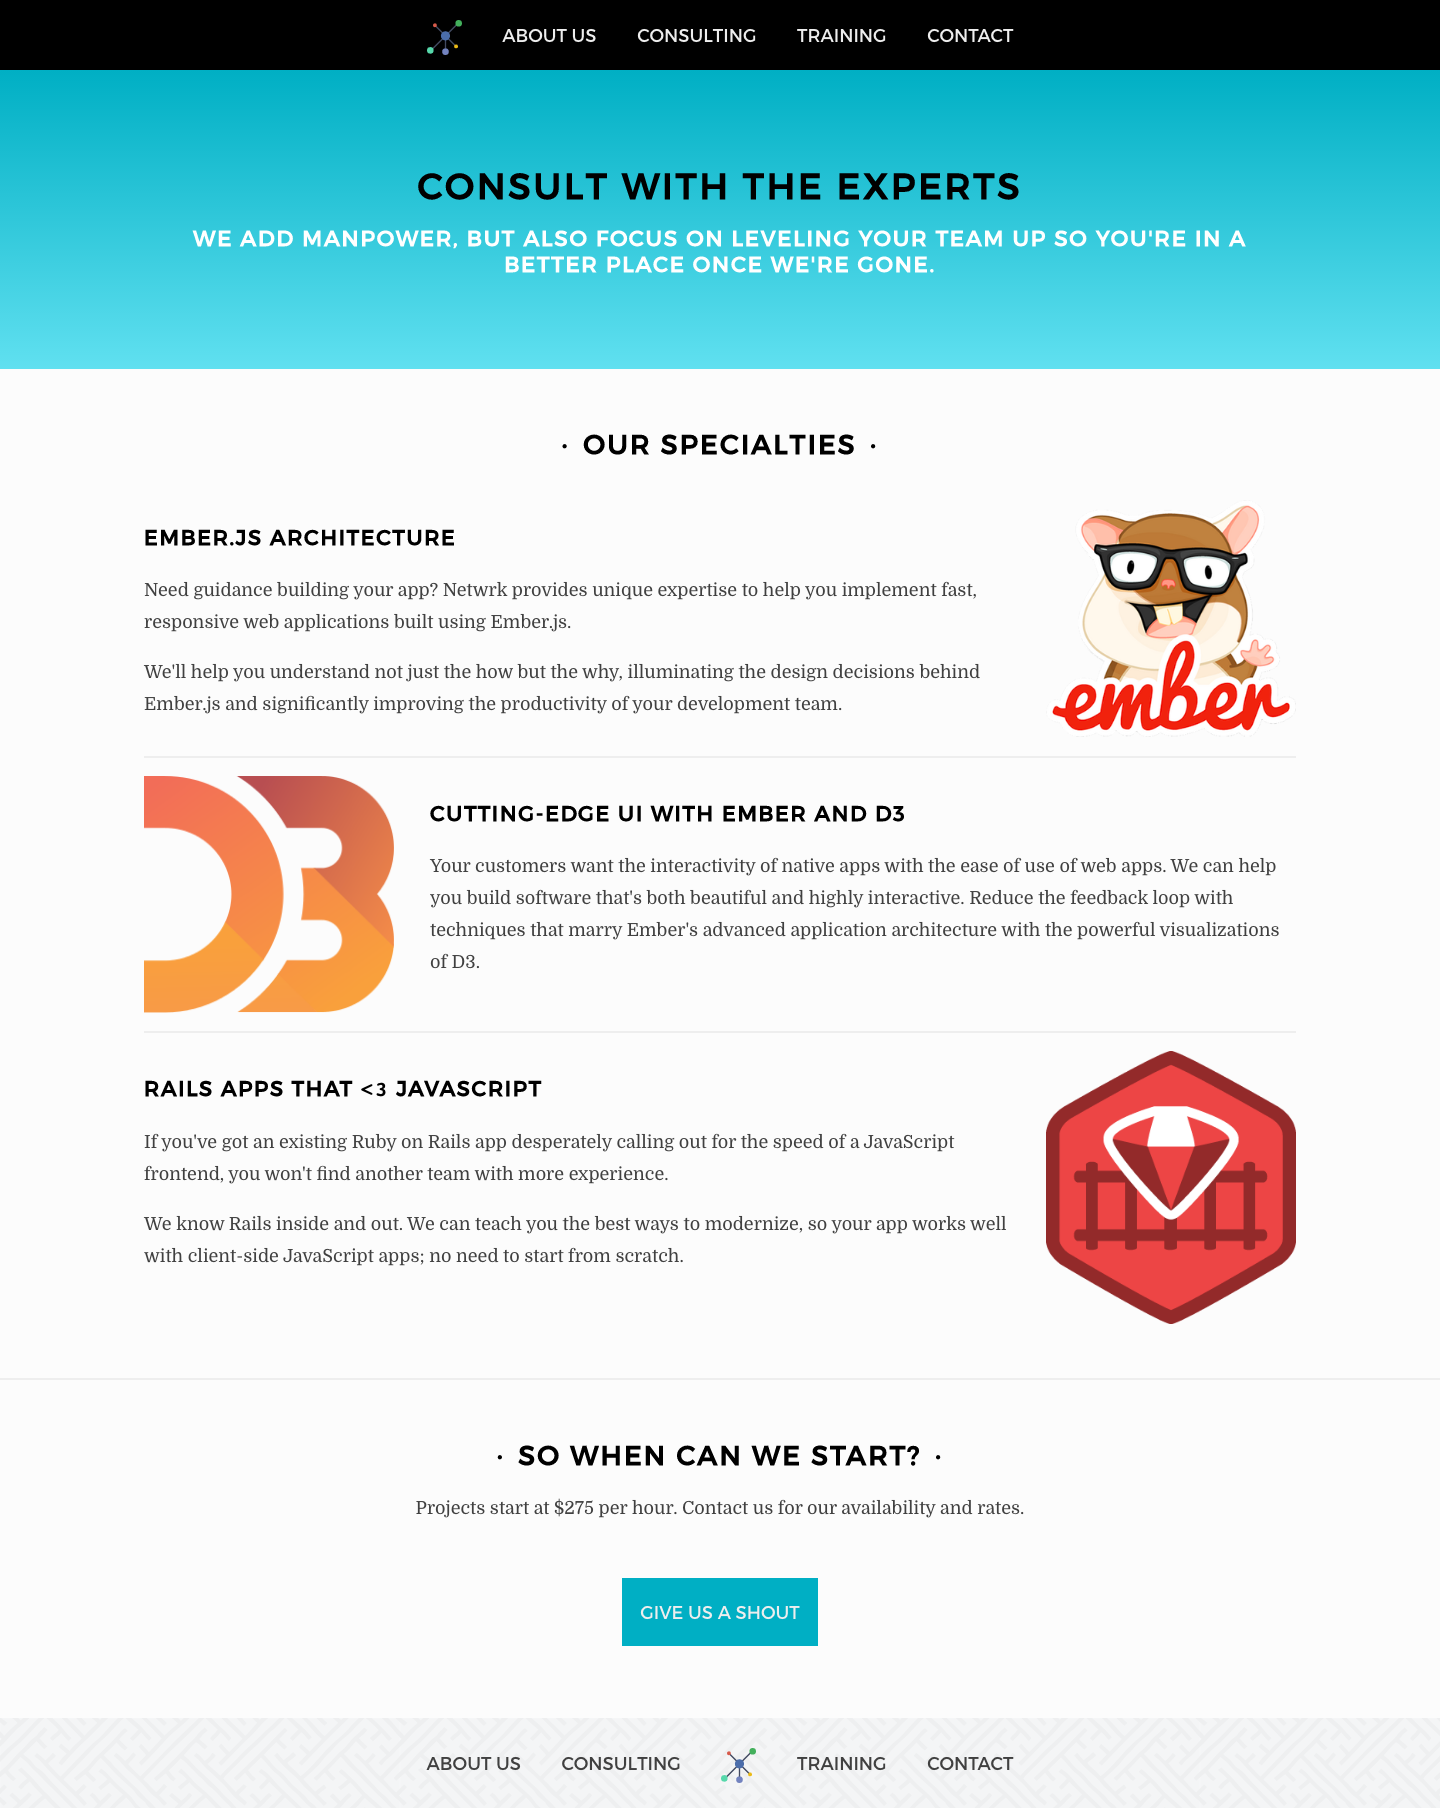 ABOUT US CONSULTING TRAINING CONTACT
CONSULT WITH THE EXPERTS
WE ADD MANPOWER, BUT ALSO FOCUS ON LEVELING YOUR TEAM UP SO YOU'RE IN A
BETTER PLACE ONCE WE'RE GONE.
· OUR SPECIALTIES ·
EMBER.JS ARCHITECTURE
Need guidance building your app? Netwrk provides unique expertise to help you implement fast,
responsive web applications built using Ember.js.
We'll help you understand not just the how but the why, illuminating the design decisions behind
Ember.js and significantly improving the productivity of your development team.
ember
D3
CUTTING-EDGE UI WITH EMBER AND D3
Your customers want the interactivity of native apps with the ease of use of web apps. We can help
you build software that's both beautiful and highly interactive. Reduce the feedback loop with
techniques that marry Ember's advanced application architecture with the powerful visualizations
of D3.
RAILS APPS THAT <3 JAVASCRIPT
If you've got an existing Ruby on Rails app desperately calling out for the speed of a JavaScript
frontend, you won't find another team with more experience.
We know Rails inside and out. We can teach you the best ways to modernize, so your app works well
with client-side JavaScript apps; no need to start from scratch.
· SO WHEN CAN WE START? ·
Projects start at $275 per hour. Contact us for our availability and rates.
GIVE US A SHOUT
ABOUT US CONSULTING TRAINING CONTACT